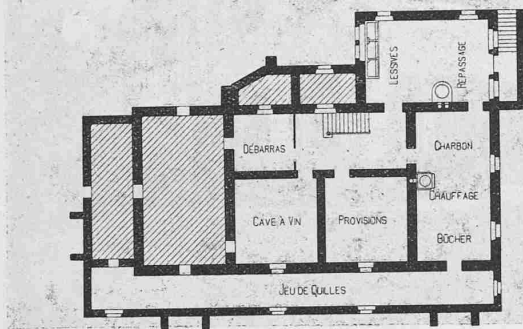 LESSIVES
REPASSAGE
DÉBARRAS
CHARBON
CHAUFFAGE
CAVE À VIN
PROVISIONS
BÛCHER
JEU DE QUILLES